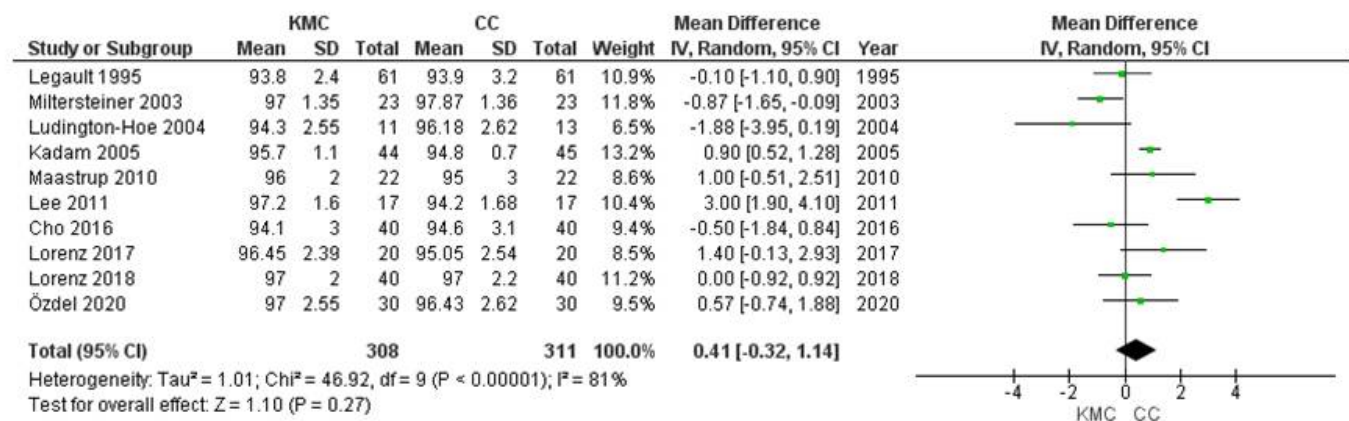 KMC CC Mean Difference Mean Difference
Study or Subgroup Mean SD Total Mean SD Total Weight IV, Random, 95% CI Year IV, Random, 95% CI
Legault 1995 93.8 2.4 61 93.9 3.2 61 10.9% -0.10 [-1.10, 0.90] 1995
Miltersteiner 2003 97 1.35 23 97.87 1.36 23 11.8% -0.87 [-1.65, -0.09] 2003
Ludington-Hoe 2004 94.3 2.55 11 96.18 2.62 13 6.5% -1.88 [-3.95, 0.19] 2004
Kadam 2005 95.7 1.1 44 94.8 0.7 45 13.2% 0.90 [0.52, 1.28] 2005
Maastrup 2010 96 2 22 95 3 22 8.6% 1.00 [-0.51, 2.51] 2010
Lee 2011 97.2 1.6 17 94.2 1.68 17 10.4% 3.00 [1.90, 4.10] 2011
Cho 2016 94.1 3 40 94.6 3.1 40 9.4% -0.50 [-1.84, 0.84] 2016
Lorenz 2017 96.45 2.39 20 95.05 2.54 20 8.5% 1.40 [-0.13, 2.93] 2017
Lorenz 2018 97 2 40 97 2.2 40 11.2% 0.00 [-0.92, 0.92] 2018
Özdel 2020 97 2.55 30 96.43 2.62 30 9.5% 0.57 [-0.74, 1.88] 2020
Total (95% CI) 308 311 100.0% 0.41 [-0.32, 1.14]
Heterogeneity: Tau² = 1.01; Chi² = 46.92, df = 9 (P < 0.00001); I² = 81%
Test for overall effect: Z = 1.10 (P = 0.27)
-4 -2 0 2 4
KMC CC